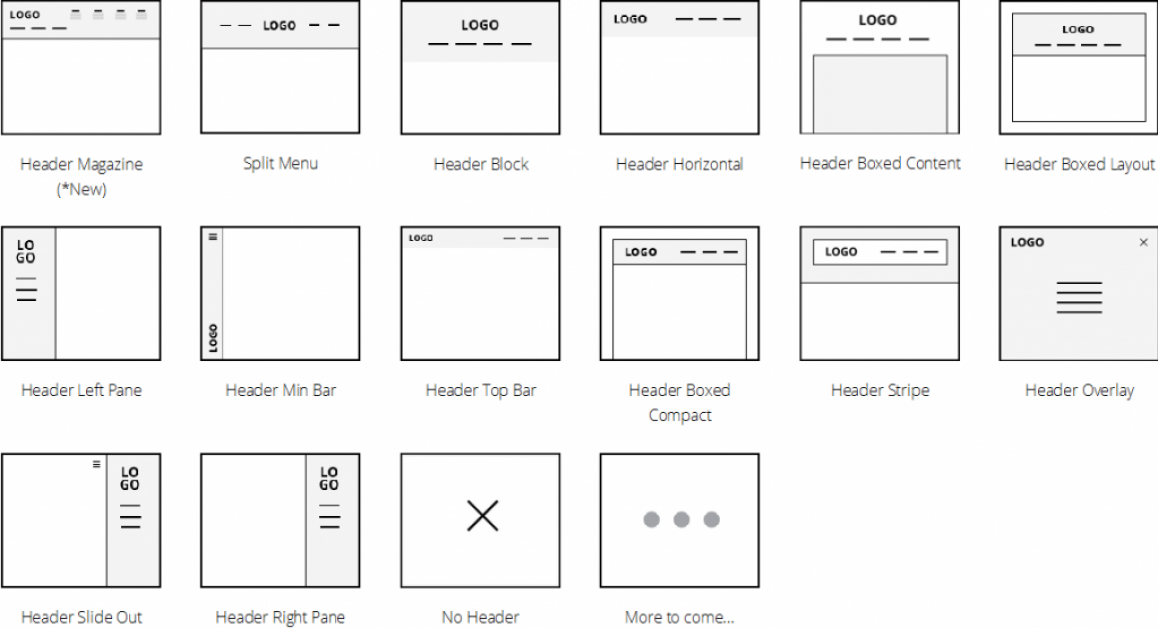 LOGO
LOGO
LOGO
LOGO
LOGO
LOGO
Header Magazine
(*New)
Split Menu
Header Block
Header Horizontal
Header Boxed Content
Header Boxed Layout
LO
GO
LOGO
LOGO
LOGO
LOGO
LOGO
Header Left Pane
Header Min Bar
Header Top Bar
Header Boxed
Compact
Header Stripe
Header Overlay
LO
GO
LO
GO
Header Slide Out
Header Right Pane
No Header
More to come...